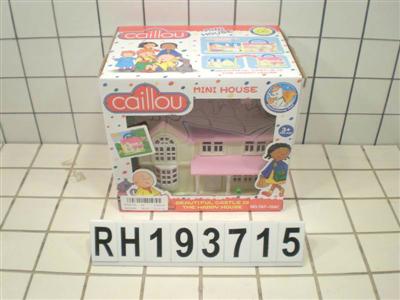 caillou
caillou
MINI HOUSE
3+
BEAUTIFUL CASTLE IS
THE HAPPY HOUSE
RH193715